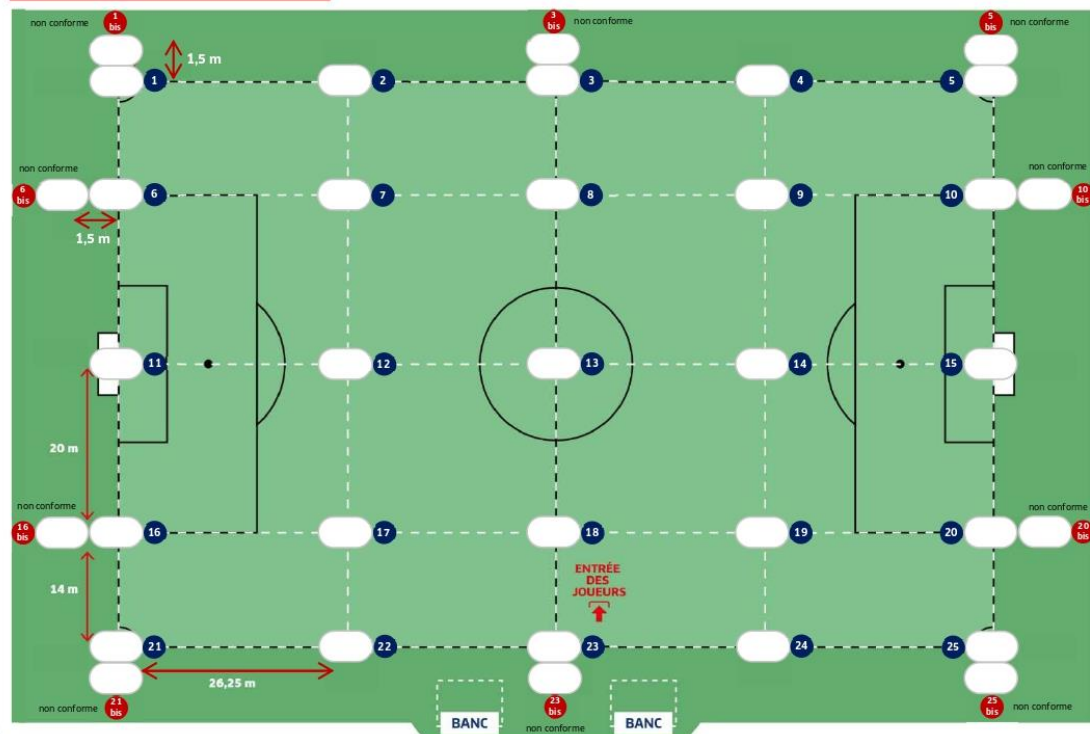 non conforme
1
bis
3
bis
non conforme
5
bis
non conforme
1,5 m
1
2
3
4
5
non conforme
non conforme
6
bis
6
7
8
9
10
10
bis
1,5 m
11
12
13
14
15
20 m
non conforme
non conforme
16
bis
16
17
18
19
20
20
bis
14 m
ENTRÉE
DES
JOUEURS
21
22
23
24
25
26,25 m
non conforme
21
bis
23
bis
25
bis
non conforme
BANC
BANC
non conforme